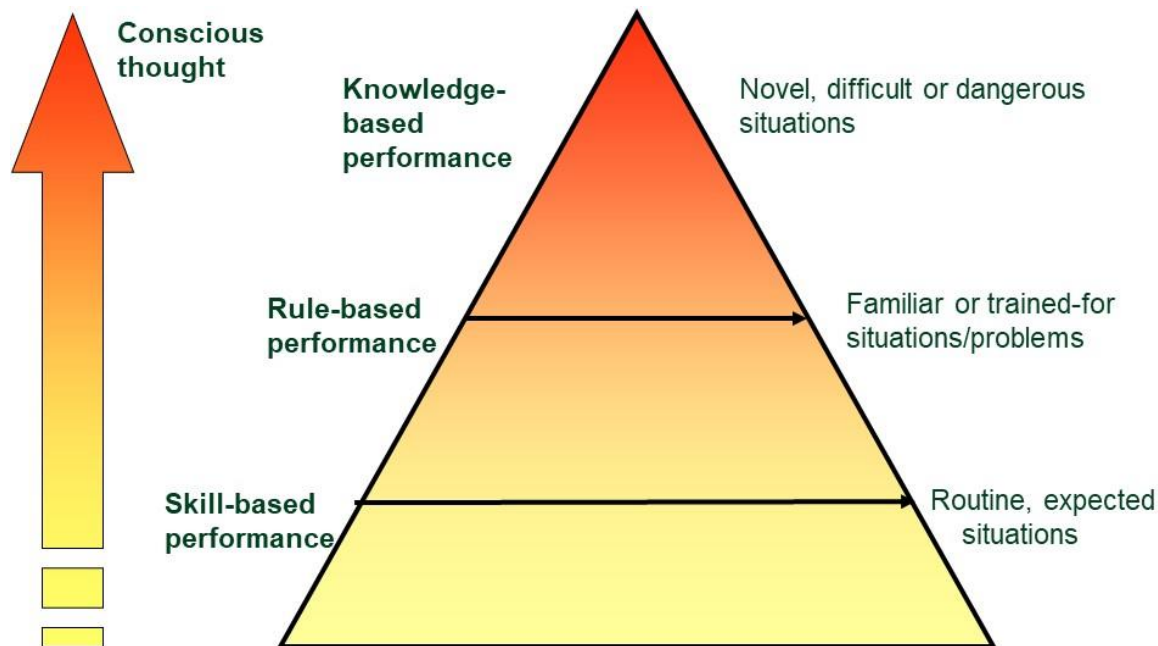 Conscious
thought
Knowledge-
based
performance
Novel, difficult or dangerous
situations
Rule-based
performance
Familiar or trained-for
situations/problems
Skill-based
performance
Routine, expected
situations